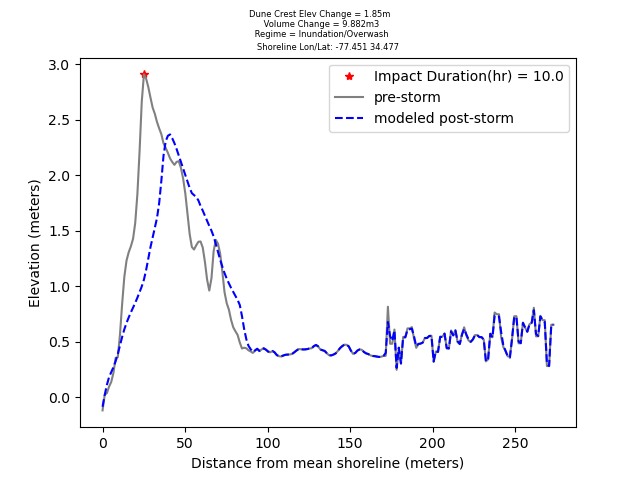 Dune Crest Elev Change = 1.85m
Volume Change = 9.882m3
Regime = Inundation/Overwash
Shoreline Lon/Lat: -77.451 34.477
Impact Duration(hr) = 10.0
pre-storm
modeled post-storm
Elevation (meters)
3.0
2.5
2.0
1.5
1.0
0.5
0.0
0 50 100 150 200 250
Distance from mean shoreline (meters)